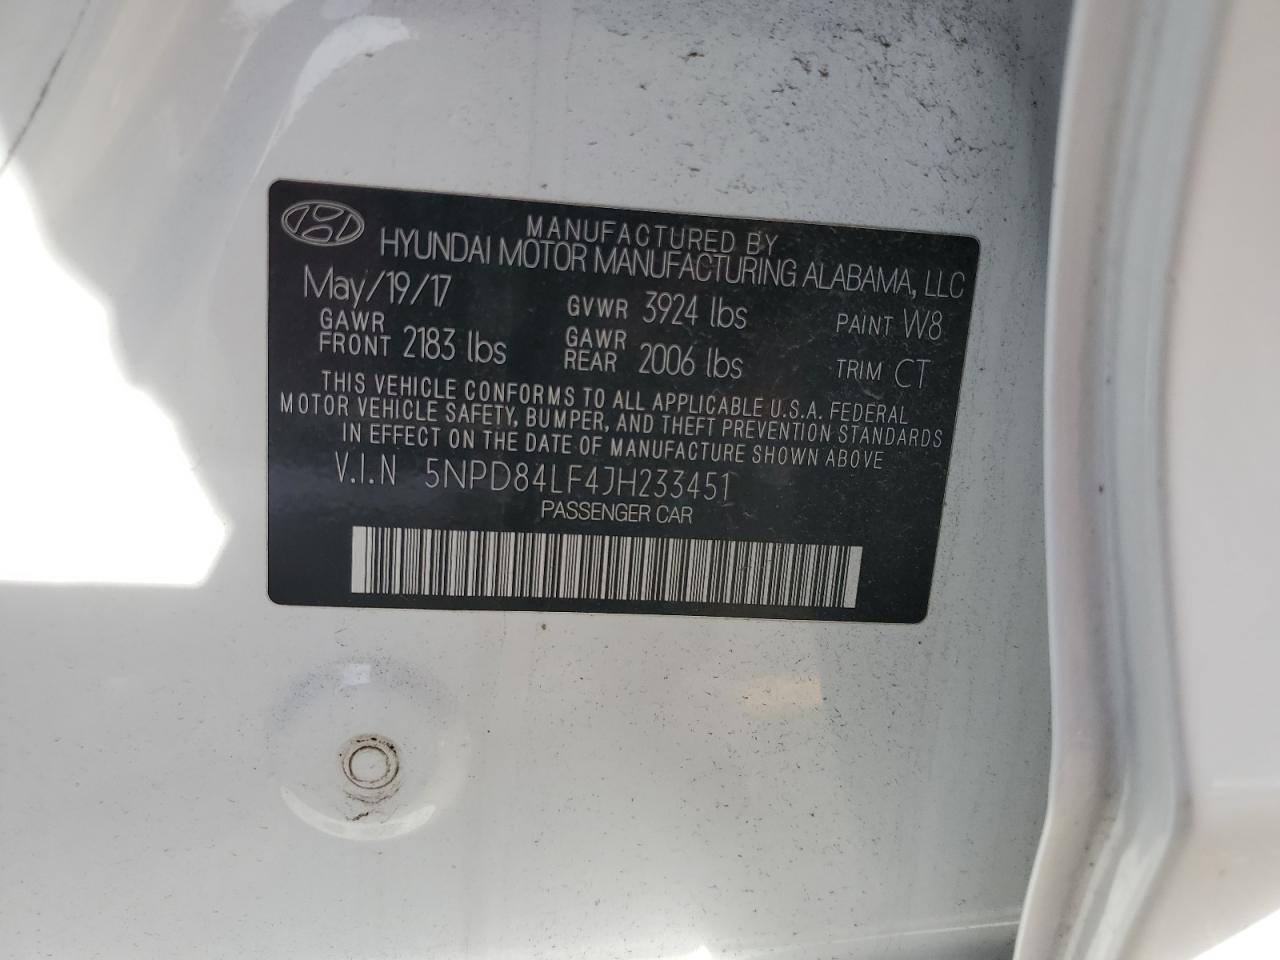 MANUFACTURED BY
HYUNDAI MOTOR MANUFACTURING ALABAMA, LLC
May/19/17 GVWR 3924 lbs PAINT W8
GAWR FRONT 2183 lbs GAWR REAR 2006 lbs TRIM CT
THIS VEHICLE CONFORMS TO ALL APPLICABLE U.S.A. FEDERAL
MOTOR VEHICLE SAFETY, BUMPER, AND THEFT PREVENTION STANDARDS
IN EFFECT ON THE DATE OF MANUFACTURE SHOWN ABOVE
V.I.N 5NPD84LF4JH233451
PASSENGER CAR